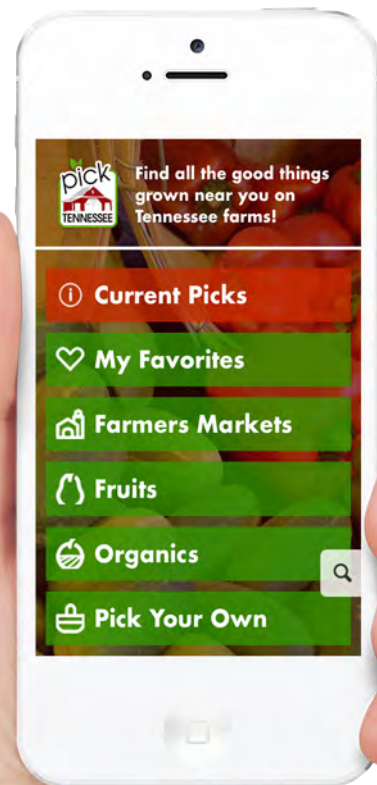 pick
TENNESSEE
Find all the good things
grown near you on
Tennessee farms!
Current Picks
My Favorites
Farmers Markets
Fruits
Organics
Pick Your Own